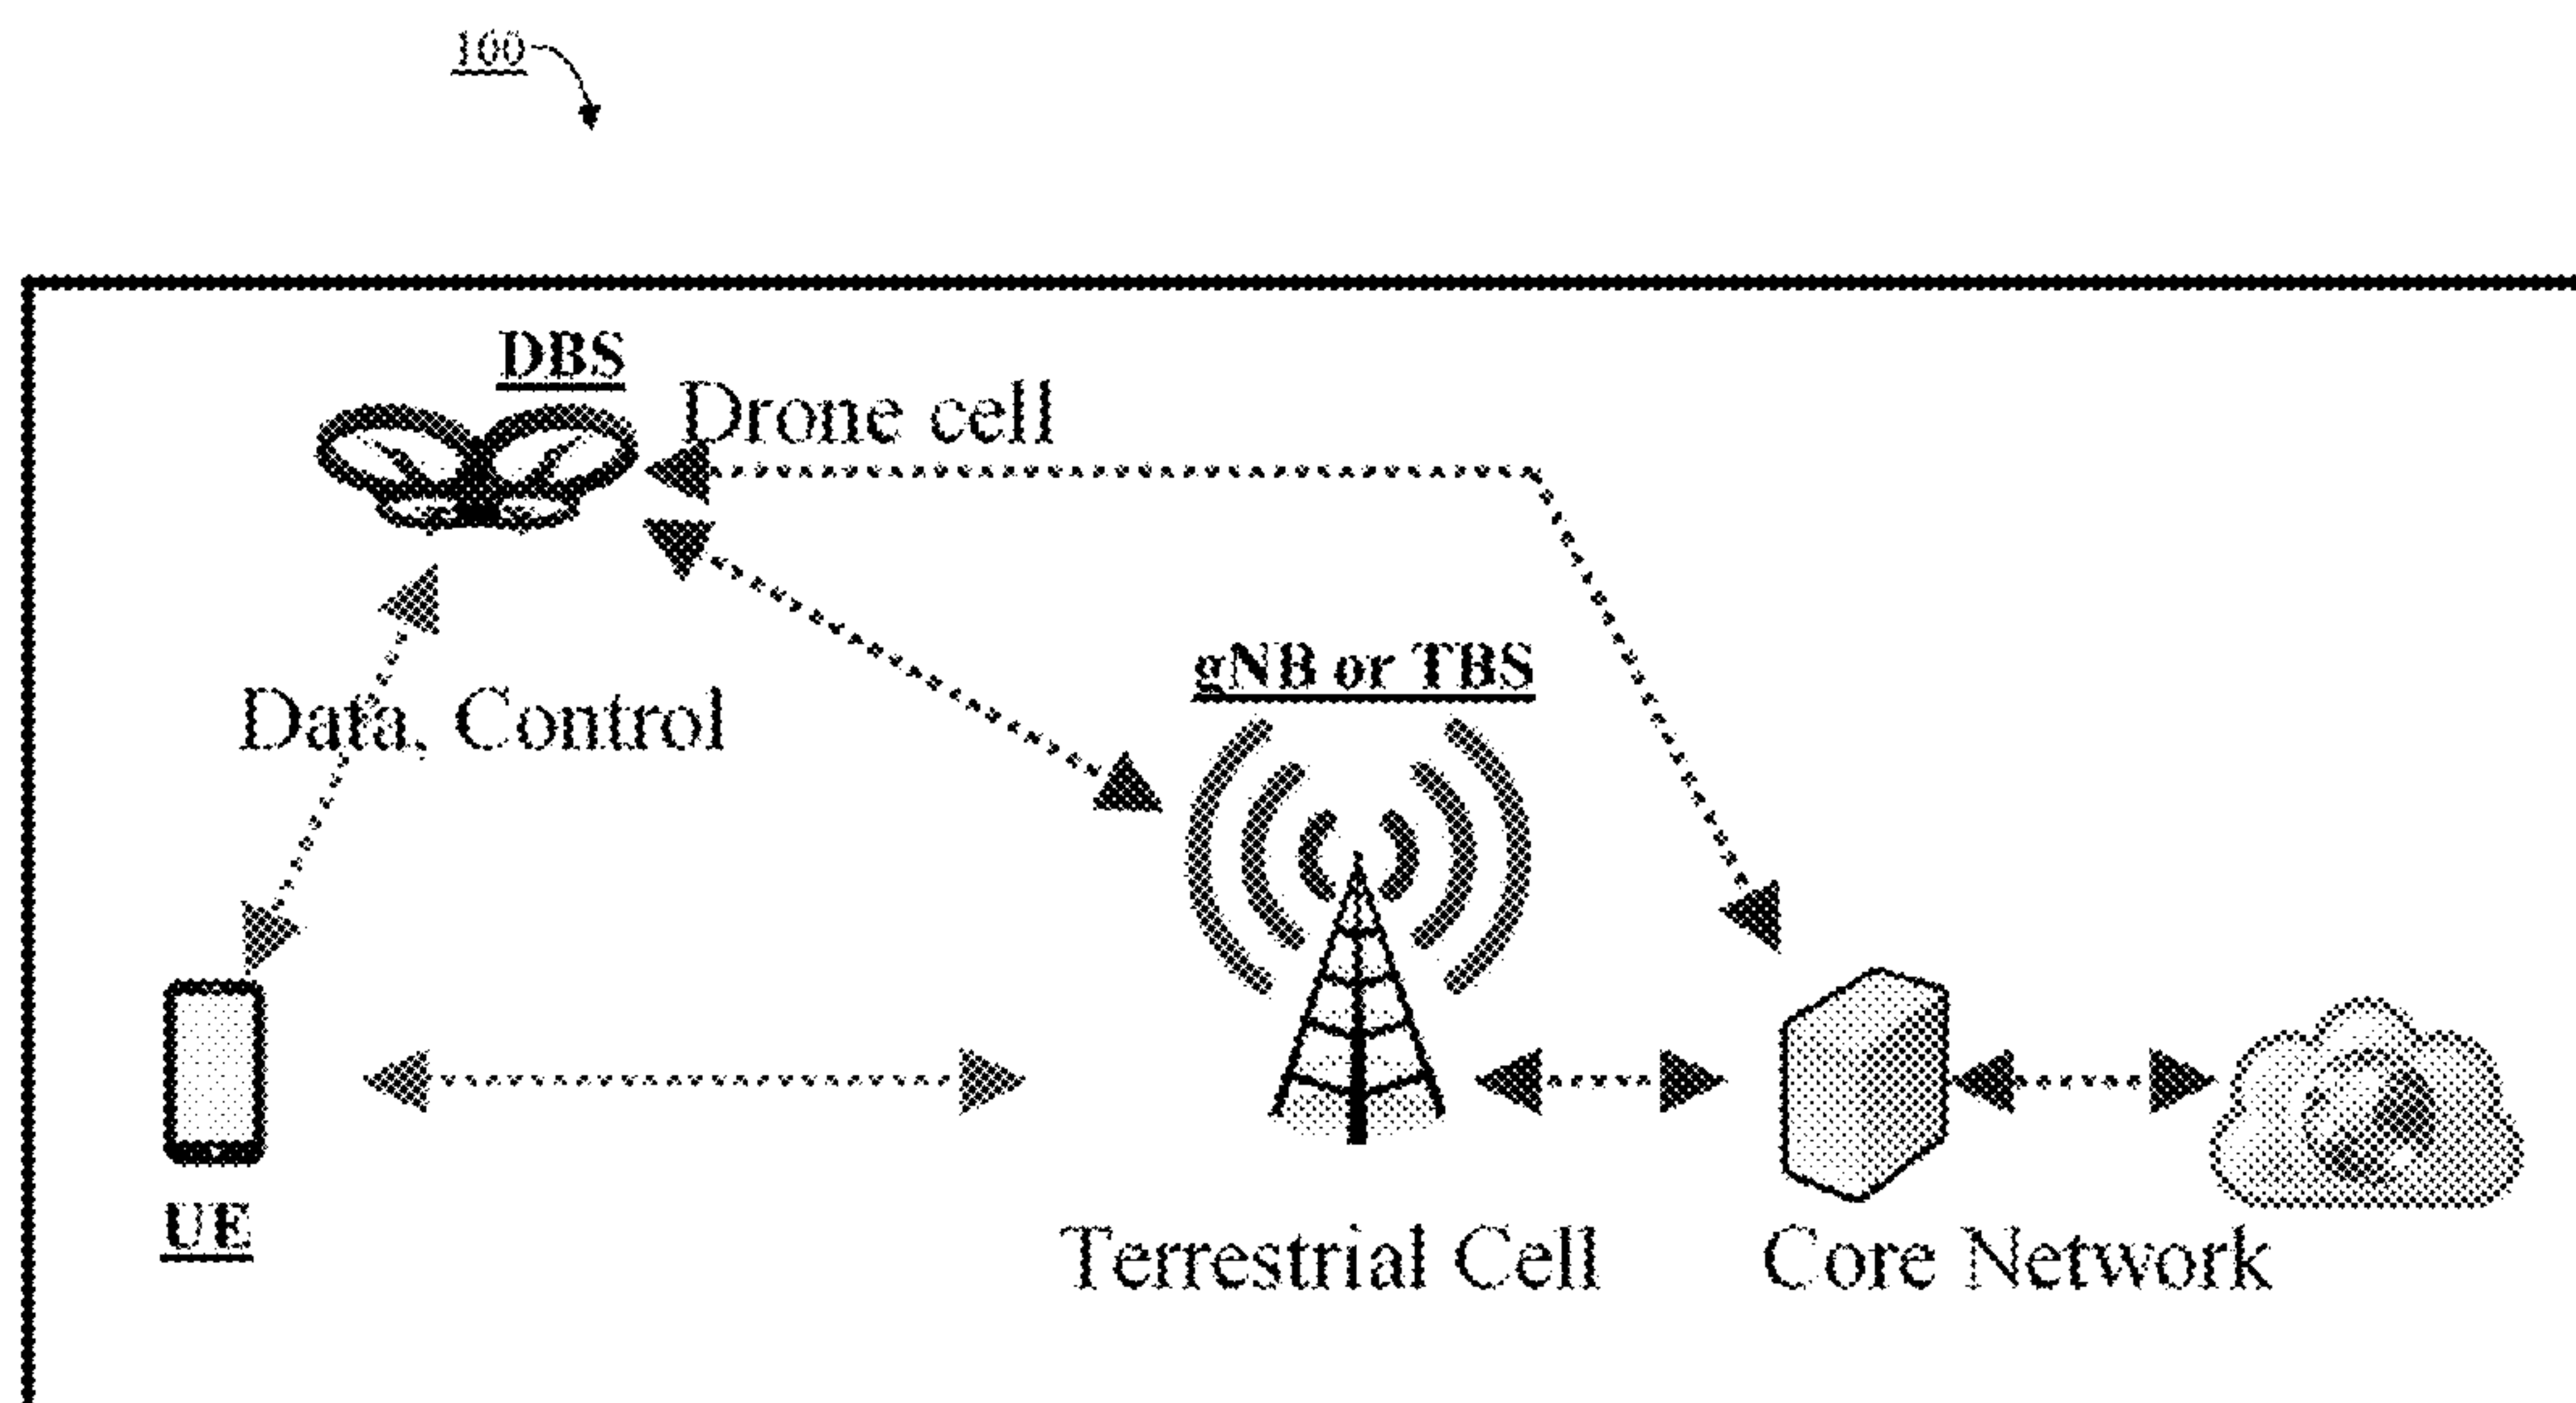 100
DBS
Drone cell
gNB or TBS
Data, Control
UE
Terrestrial Cell
Core Network